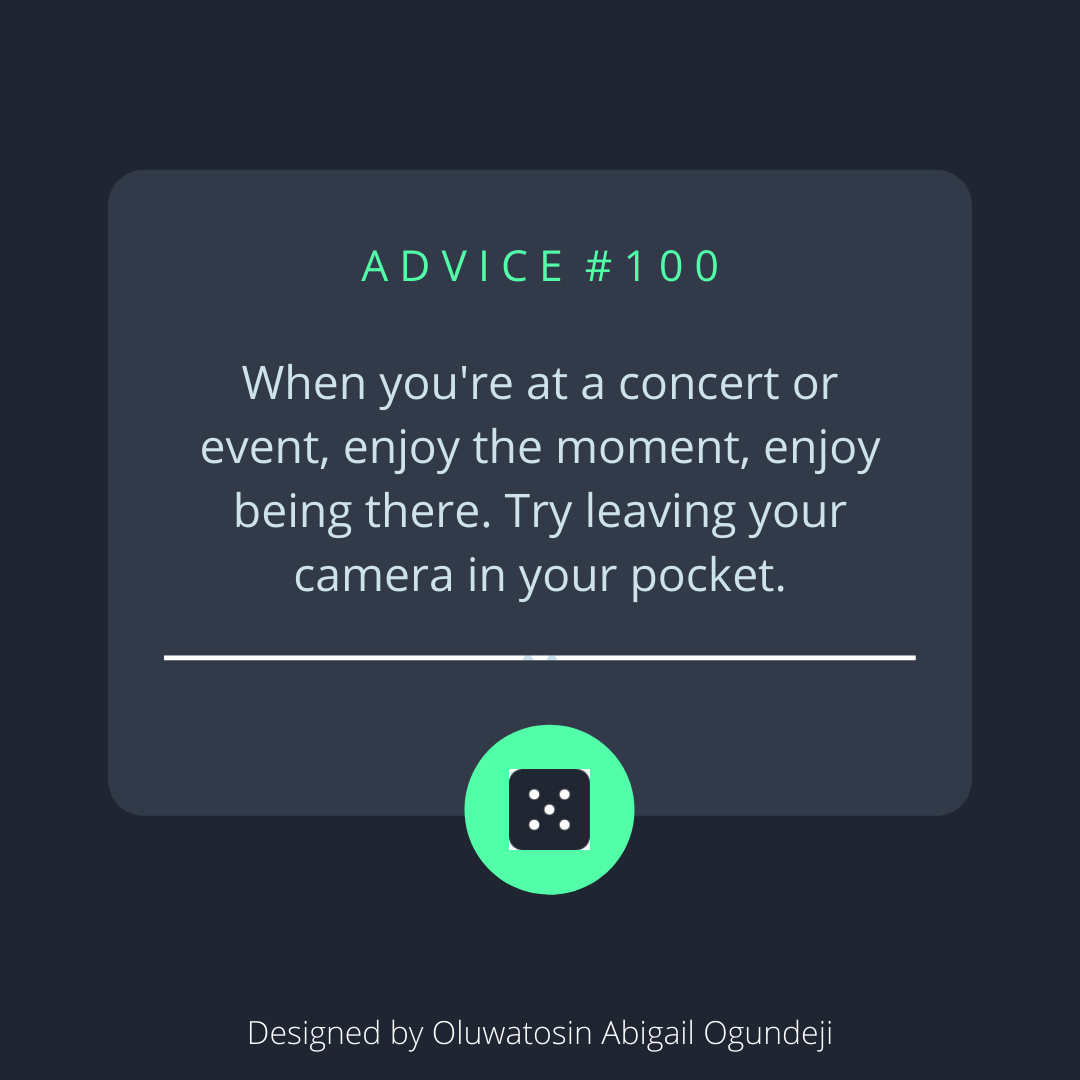 ADVICE #100
When you're at a concert or
event, enjoy the moment, enjoy
being there. Try leaving your
camera in your pocket.
Designed by Oluwatosin Abigail Ogundeji